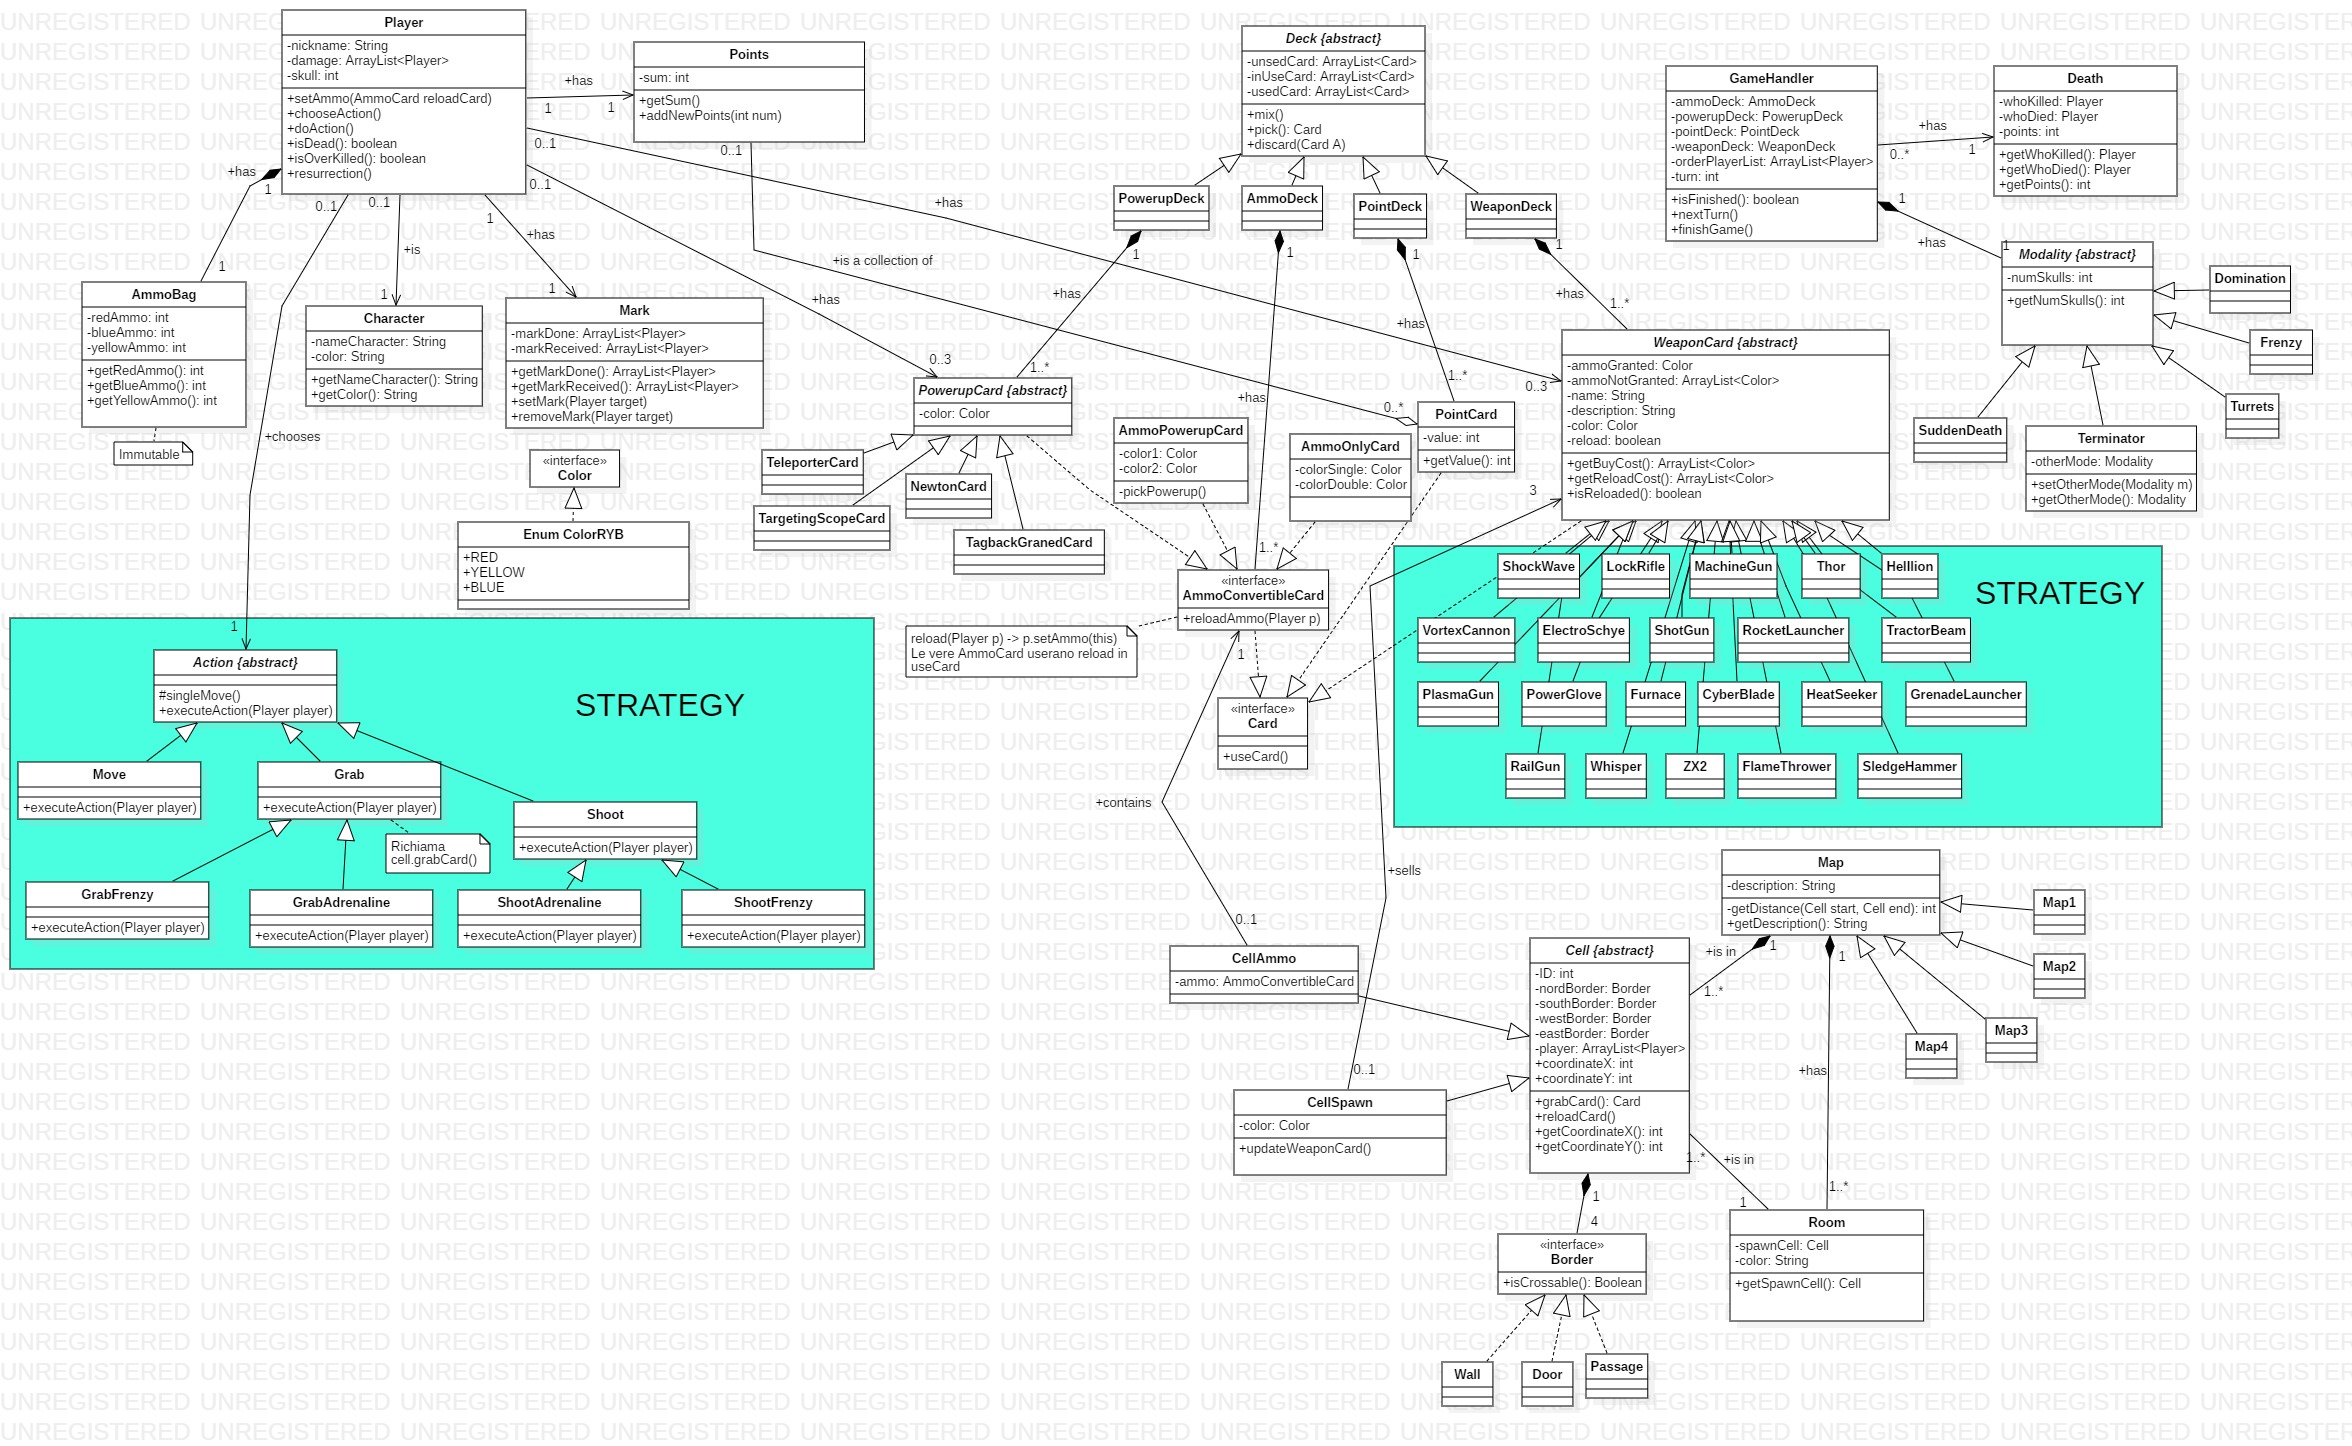 Player
-nickname: String
-damage: ArrayList<Player>
-skull: int
+setAmmo(AmmoCard reloadCard)
+chooseAction()
+doAction()
+isDead(): boolean
+isOverKilled(): boolean
+resurrection()
+has
1
1
Points
-sum: int
+getSum()
+addNewPoints(int num)
0..1
0..1
0..1
0..1
0..1
+has
1
1
AmmoBag
-redAmmo: int
-blueAmmo: int
-yellowAmmo: int
+getRedAmmo(): int
+getBlueAmmo(): int
+getYellowAmmo(): int
Immutable
+chooses
1
+is
1
Character
-nameCharacter: String
-color: String
+getNameCharacter(): String
+getColor(): String
1
+has
1
Mark
-markDone: ArrayList<Player>
-markReceived: ArrayList<Player>
+getMarkDone(): ArrayList<Player>
+getMarkReceived(): ArrayList<Player>
+setMark(Player target)
+removeMark(Player target)
«interface»
Color
Enum ColorRYB
+RED
+YELLOW
+BLUE
Deck {abstract}
-unsedCard: ArrayList<Card>
-inUseCard: ArrayList<Card>
-usedCard: ArrayList<Card>
+mix()
+pick(): Card
+discard(Card A)
PowerupDeck
AmmoDeck
PointDeck
WeaponDeck
1
1
1
1
+has
+is a collection of
+has
+has
+has
+has
+has
0..3
1..*
1..*
1..*
0..*
0..3
GameHandler
-ammoDeck: AmmoDeck
-powerupDeck: PowerupDeck
-pointDeck: PointDeck
-weaponDeck: WeaponDeck
-orderPlayerList: ArrayList<Player>
-turn: int
+isFinished(): boolean
+nextTurn()
+finishGame()
+has
0..*
1
Death
-whoKilled: Player
-whoDied: Player
-points: int
+getWhoKilled(): Player
+getWhoDied(): Player
+getPoints(): int
1
+has
1
Modality {abstract}
-numSkulls: int
+getNumSkulls(): int
Domination
Frenzy
Turrets
SuddenDeath
Terminator
-otherMode: Modality
+setOtherMode(Modality m)
+getOtherMode(): Modality
PowerupCard {abstract}
-color: Color
TeleporterCard
TargetingScopeCard
NewtonCard
TagbackGranedCard
AmmoPowerupCard
-color1: Color
-color2: Color
-pickPowerup()
AmmoOnlyCard
-colorSingle: Color
-colorDouble: Color
PointCard
-value: int
+getValue(): int
WeaponCard {abstract}
-ammoGranted: Color
-ammoNotGranted: ArrayList<Color>
-name: String
-description: String
-color: Color
-reload: boolean
+getBuyCost(): ArrayList<Color>
+getReloadCost(): ArrayList<Color>
+isReloaded(): boolean
3
1..*
«interface»
AmmoConvertibleCard
+reloadAmmo(Player p)
reload(Player p) -> p.setAmmo(this)
Le vere AmmoCard userano reload in
useCard
1
«interface»
Card
+useCard()
STRATEGY
ShockWave
LockRifle
MachineGun
Thor
Helllion
VortexCannon
ElectroSchye
ShotGun
RocketLauncher
TractorBeam
PlasmaGun
PowerGlove
Furnace
CyberBlade
HeatSeeker
GrenadeLauncher
RailGun
Whisper
ZX2
FlameThrower
SledgeHammer
STRATEGY
Action {abstract}
#singleMove()
+executeAction(Player player)
Move
+executeAction(Player player)
Grab
+executeAction(Player player)
Richiama
cell.grabCard()
Shoot
+executeAction(Player player)
GrabFrenzy
+executeAction(Player player)
GrabAdrenaline
+executeAction(Player player)
ShootAdrenaline
+executeAction(Player player)
ShootFrenzy
+executeAction(Player player)
+contains
0..1
CellAmmo
-ammo: AmmoConvertibleCard
+sells
0..1
CellSpawn
-color: Color
+updateWeaponCard()
Cell {abstract}
-ID: int
-nordBorder: Border
-southBorder: Border
-westBorder: Border
-eastBorder: Border
-player: ArrayList<Player>
+coordinateX: int
+coordinateY: int
+grabCard(): Card
+reloadCard()
+getCoordinateX(): int
+getCoordinateY(): int
Map
-description: String
-getDistance(Cell start, Cell end): int
+getDescription(): String
Map1
Map2
Map3
Map4
+is in
1
1..*
1
+has
1..*
1..*
+is in
1
Room
-spawnCell: Cell
-color: String
+getSpawnCell(): Cell
1
4
«interface»
Border
+isCrossable(): Boolean
Wall
Door
Passage
UNREGISTERED